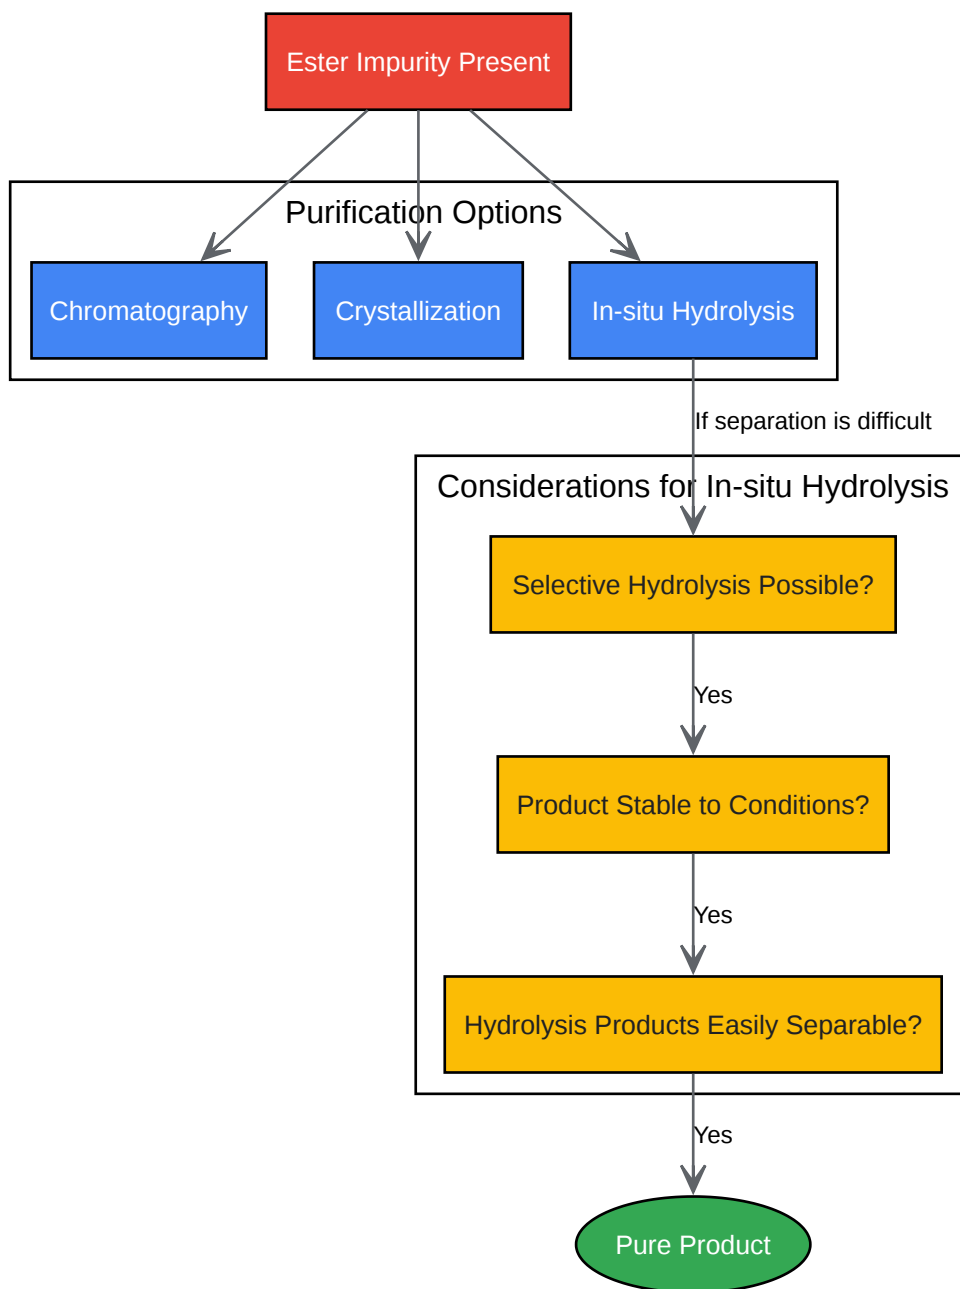 Ester Impurity Present
Purification Options
Chromatography
Crystallization
In-situ Hydrolysis
If separation is difficult
Considerations for In-situ Hydrolysis
Selective Hydrolysis Possible?
Yes
Product Stable to Conditions?
Yes
Hydrolysis Products Easily Separable?
Yes
Pure Product